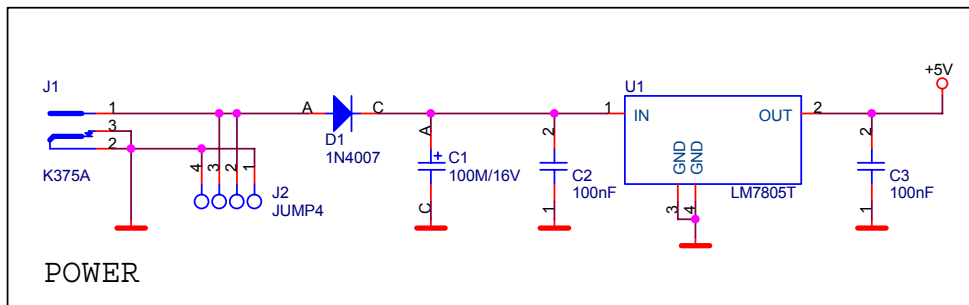 J1
U1
+5V
1
A
C
1
IN
OUT
2
3
2
D1
1N4007
A
C1
100M/16V
C
2
C2
100nF
1
GND
GND
3
4
LM7805T
2
C3
100nF
1
K375A
4
3
2
1
J2
JUMP4
POWER